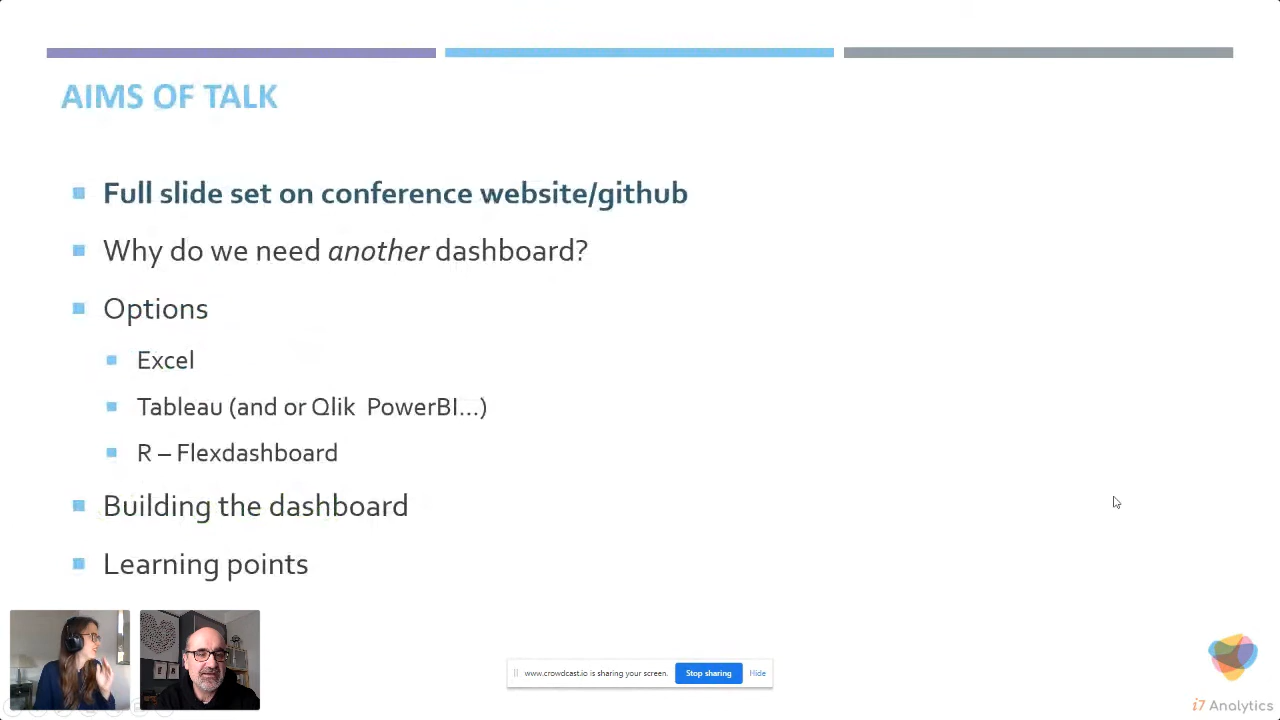 AIMS OF TALK
Full slide set on conference website/github
Why do we need another dashboard?
Options
Excel
Tableau (and or Qlik PowerBI...)
R – Flexdashboard
Building the dashboard
Learning points
www.crowdcast.io is sharing your screen.
Stop sharing
Hide
i7 Analytics